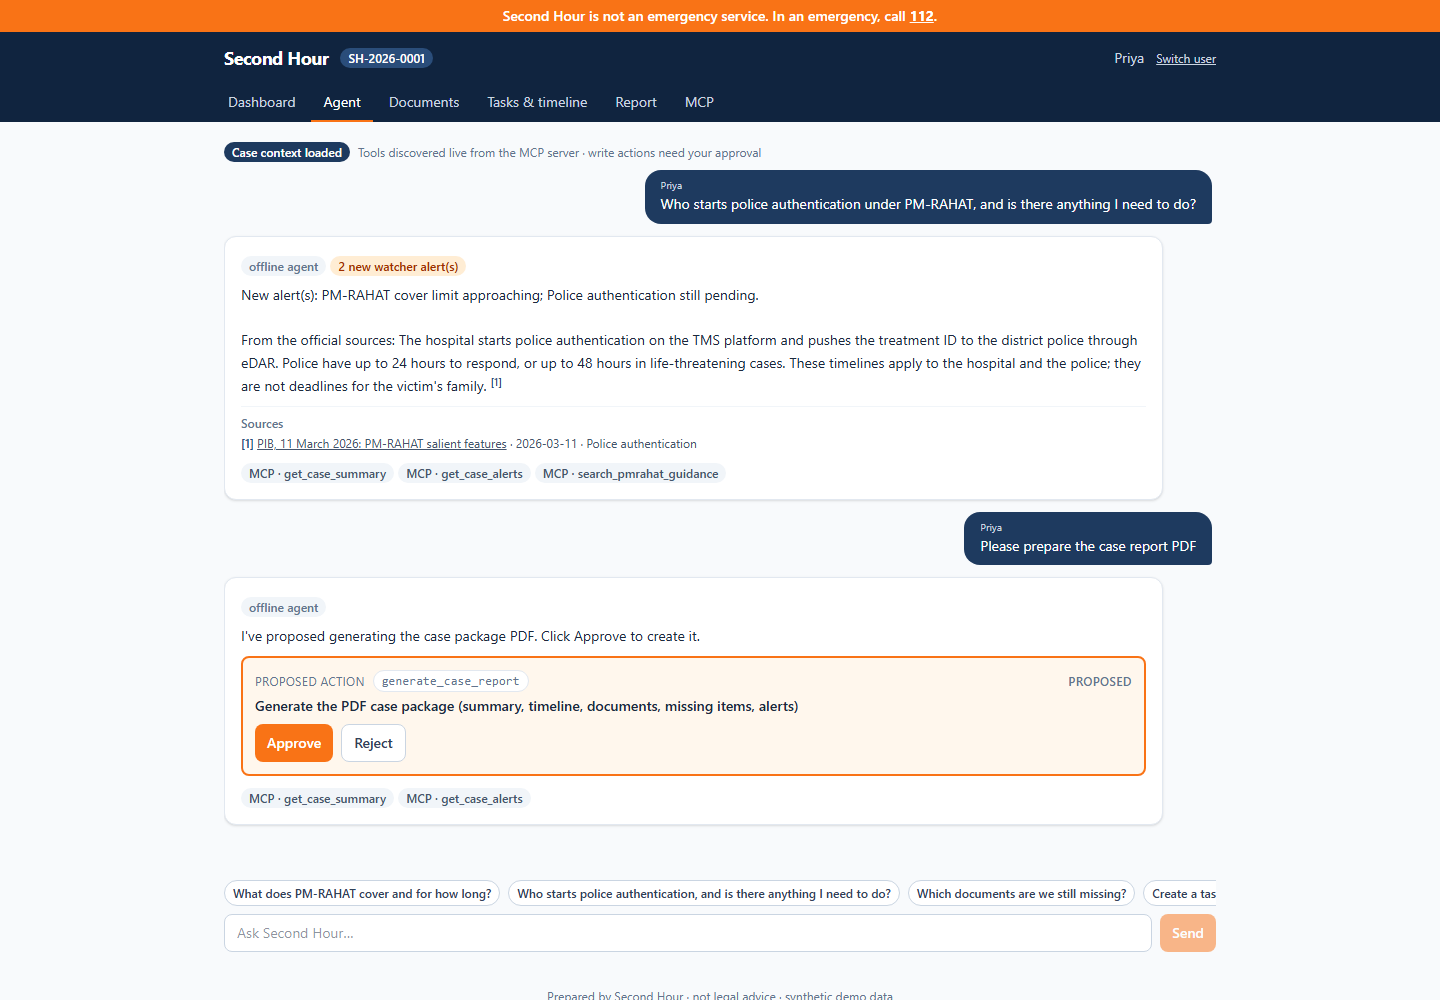 Second Hour is not an emergency service. In an emergency, call 112.
Second Hour SH-2026-0001 Priya Switch user
Dashboard Agent Documents Tasks & timeline Report MCP
Case context loaded Tools discovered live from the MCP server · write actions need your approval
Priya
Who starts police authentication under PM-RAHAT, and is there anything I need to do?
offline agent 2 new watcher alert(s)
New alert(s): PM-RAHAT cover limit approaching; Police authentication still pending.
From the official sources: The hospital starts police authentication on the TMS platform and pushes the treatment ID to the district police through
eDAR. Police have up to 24 hours to respond, or up to 48 hours in life-threatening cases. These timelines apply to the hospital and the police; they
are not deadlines for the victim's family. [1]
Sources
[1] PIB, 11 March 2026: PM-RAHAT salient features · 2026-03-11 · Police authentication
MCP · get_case_summary MCP · get_case_alerts MCP · search_pmrahat_guidance
Priya
Please prepare the case report PDF
offline agent
I've proposed generating the case package PDF. Click Approve to create it.
PROPOSED ACTION generate_case_report PROPOSED
Generate the PDF case package (summary, timeline, documents, missing items, alerts)
Approve Reject
MCP · get_case_summary MCP · get_case_alerts
What does PM-RAHAT cover and for how long? Who starts police authentication, and is there anything I need to do? Which documents are we still missing? Create a tas
Ask Second Hour... Send
Prepared by Second Hour · not legal advice · synthetic demo data